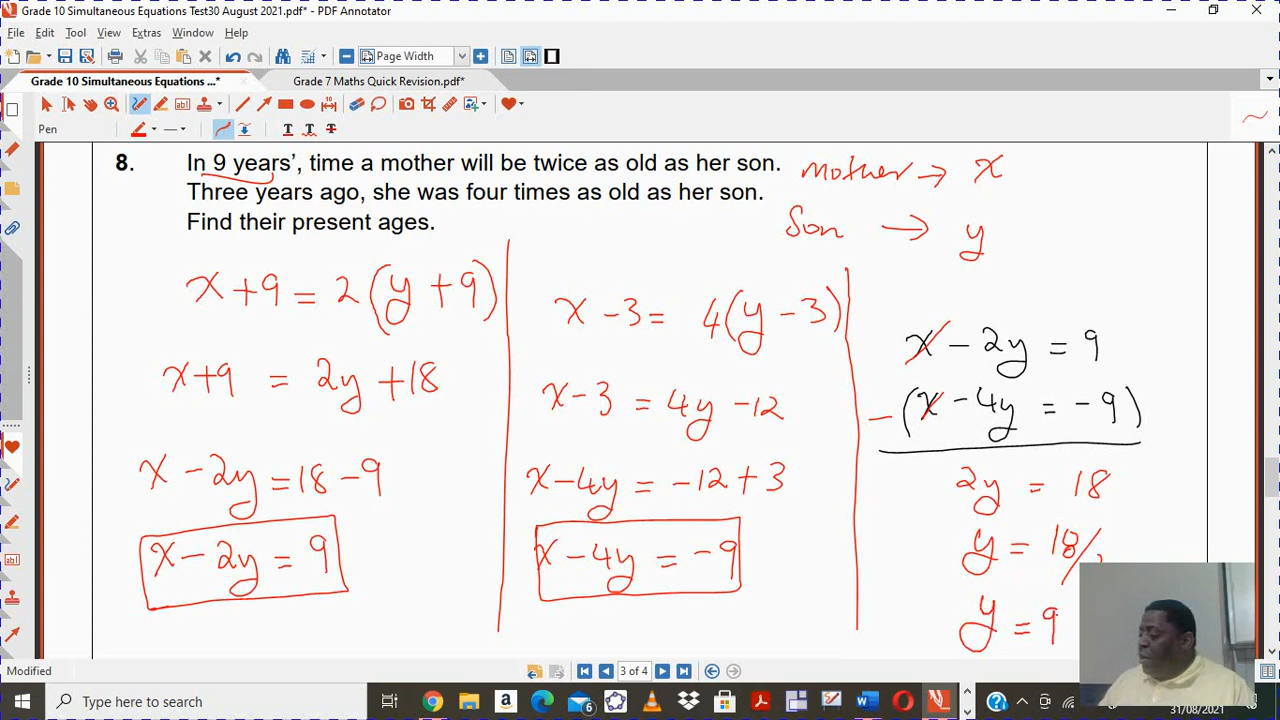 Grade 10 Simultaneous Equations Test30 August 2021.pdf* - PDF Annotator
File Edit Tool View Extras Window Help
Page Width
Grade 10 Simultaneous Equations ...* Grade 7 Maths Quick Revision.pdf*
Pen
8. In 9 years’, time a mother will be twice as old as her son.
Three years ago, she was four times as old as her son.
Find their present ages.
Mother → x
Son → y
x + 9 = 2(y + 9)
x + 9 = 2y + 18
x - 2y = 18 - 9
x - 2y = 9
x - 3 = 4(y - 3)
x - 3 = 4y - 12
x - 4y = -12 + 3
x - 4y = -9
x - 2y = 9
-(x - 4y = -9)
2y = 18
y = 18/
y = 9
Modified 3 of 4
Type here to search
6
31/08/2021